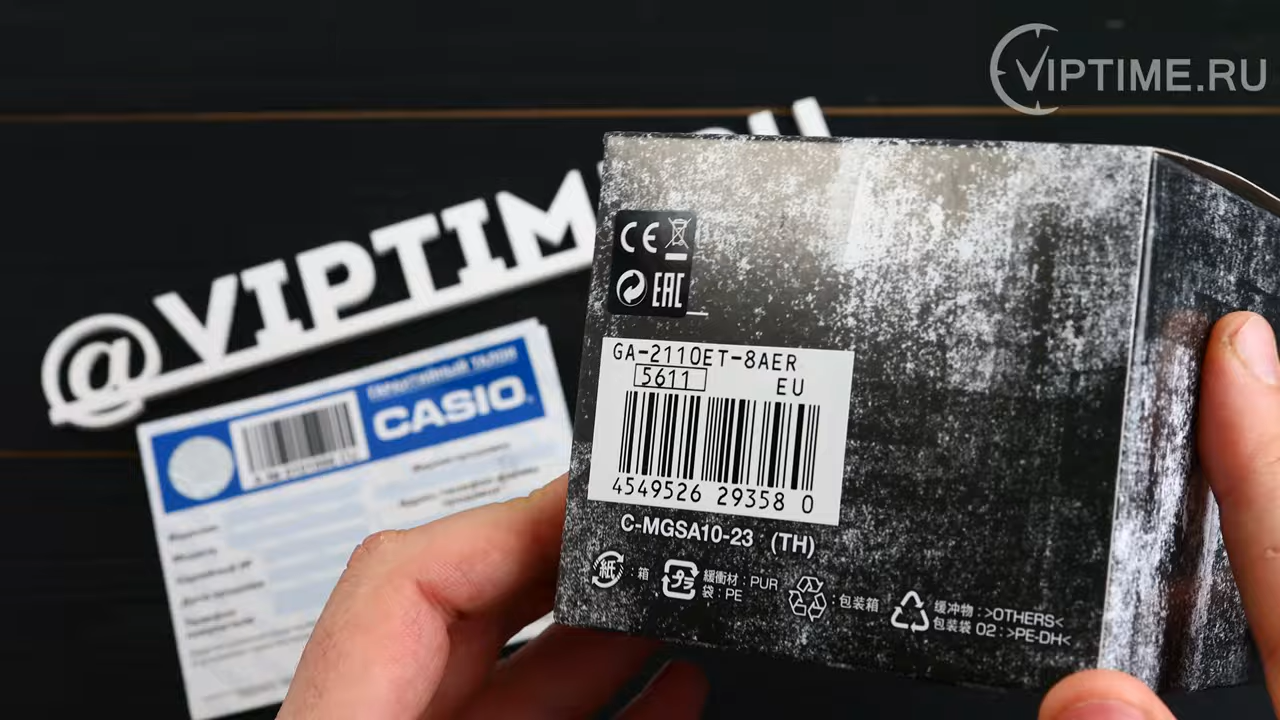 VIPTIME.RU
@VIPTIM
CE
EAC
GA-2110ET-8AER
5611 EU
4549526 29358 0
C-MGSA10-23 (TH)
紙 : 箱
プラ 緩衝材 : PUR
袋 : PE
包装箱
缓冲物 : >OTHERS<
包装袋 02 : >PE-DH<
CASIO